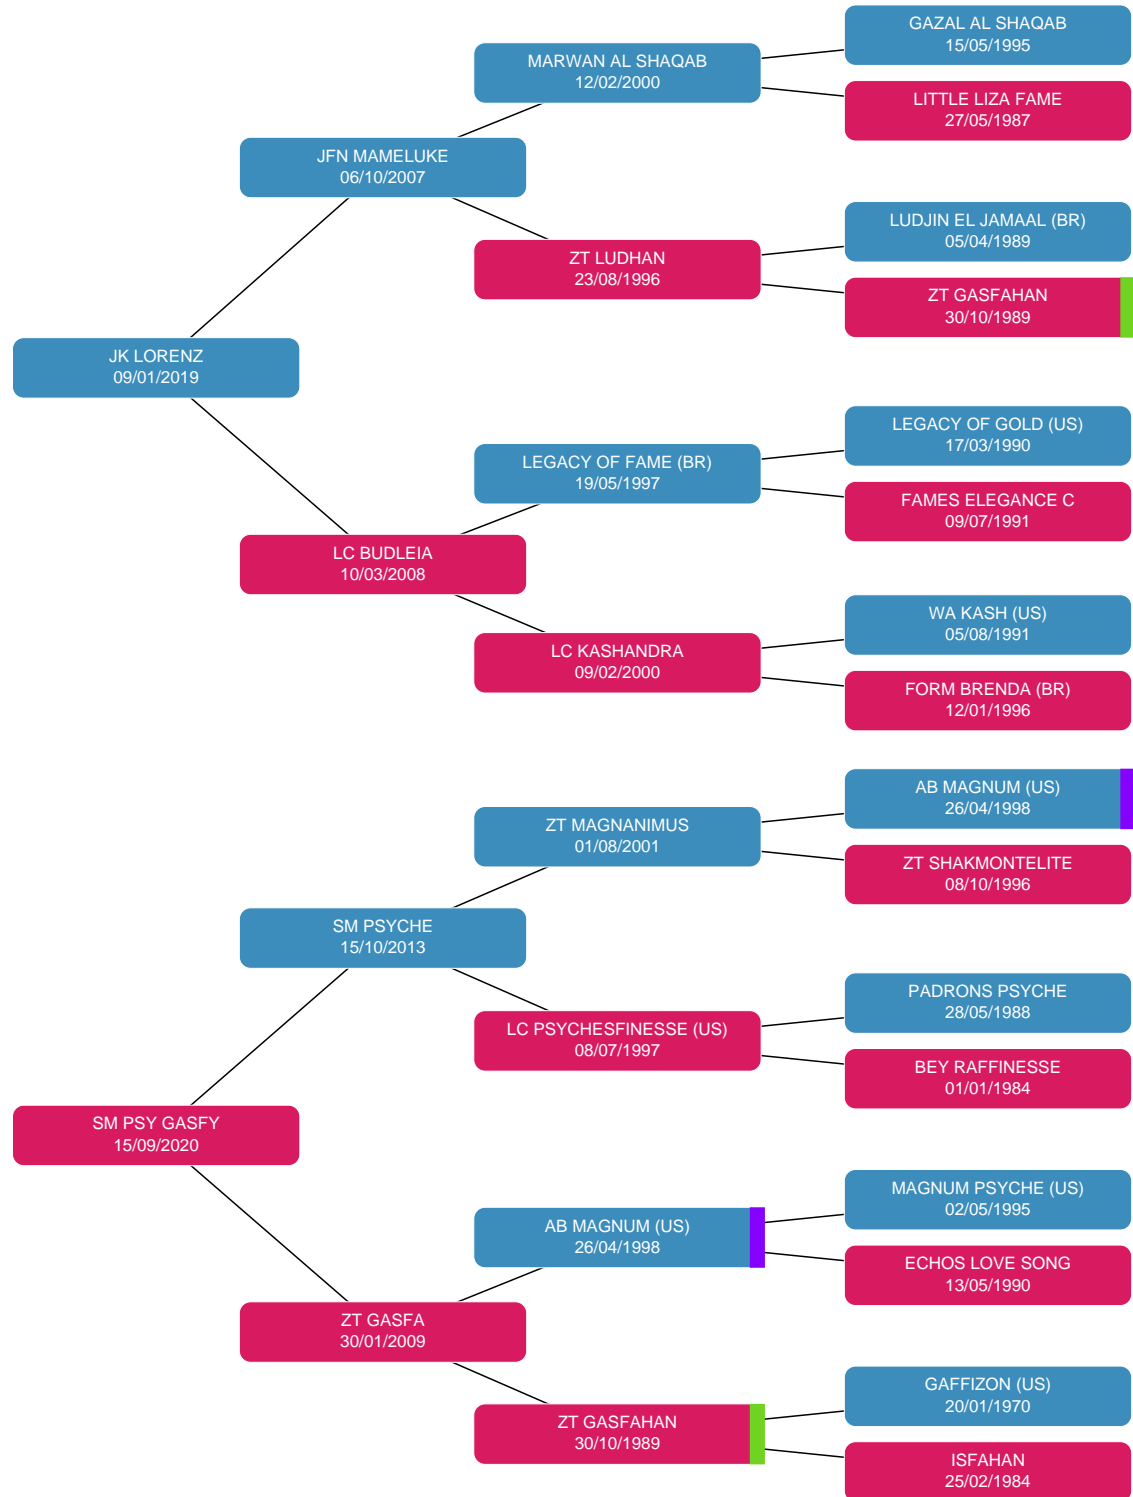 GAZAL AL SHAQAB
15/05/1995
MARWAN AL SHAQAB
12/02/2000
LITTLE LIZA FAME
27/05/1987
JFN MAMELUKE
06/10/2007
LUDJIN EL JAMAAL (BR)
05/04/1989
ZT LUDHAN
23/08/1996
ZT GASFAHAN
30/10/1989
JK LORENZ
09/01/2019
LEGACY OF GOLD (US)
17/03/1990
LEGACY OF FAME (BR)
19/05/1997
FAMES ELEGANCE C
09/07/1991
LC BUDLEIA
10/03/2008
WA KASH (US)
05/08/1991
LC KASHANDRA
09/02/2000
FORM BRENDA (BR)
12/01/1996
AB MAGNUM (US)
26/04/1998
ZT MAGNANIMUS
01/08/2001
ZT SHAKMONTELITE
08/10/1996
SM PSYCHE
15/10/2013
PADRONS PSYCHE
28/05/1988
LC PSYCHESFINESSE (US)
08/07/1997
BEY RAFFINESSE
01/01/1984
SM PSY GASFY
15/09/2020
MAGNUM PSYCHE (US)
02/05/1995
AB MAGNUM (US)
26/04/1998
ECHOS LOVE SONG
13/05/1990
ZT GASFA
30/01/2009
GAFFIZON (US)
20/01/1970
ZT GASFAHAN
30/10/1989
ISFAHAN
25/02/1984